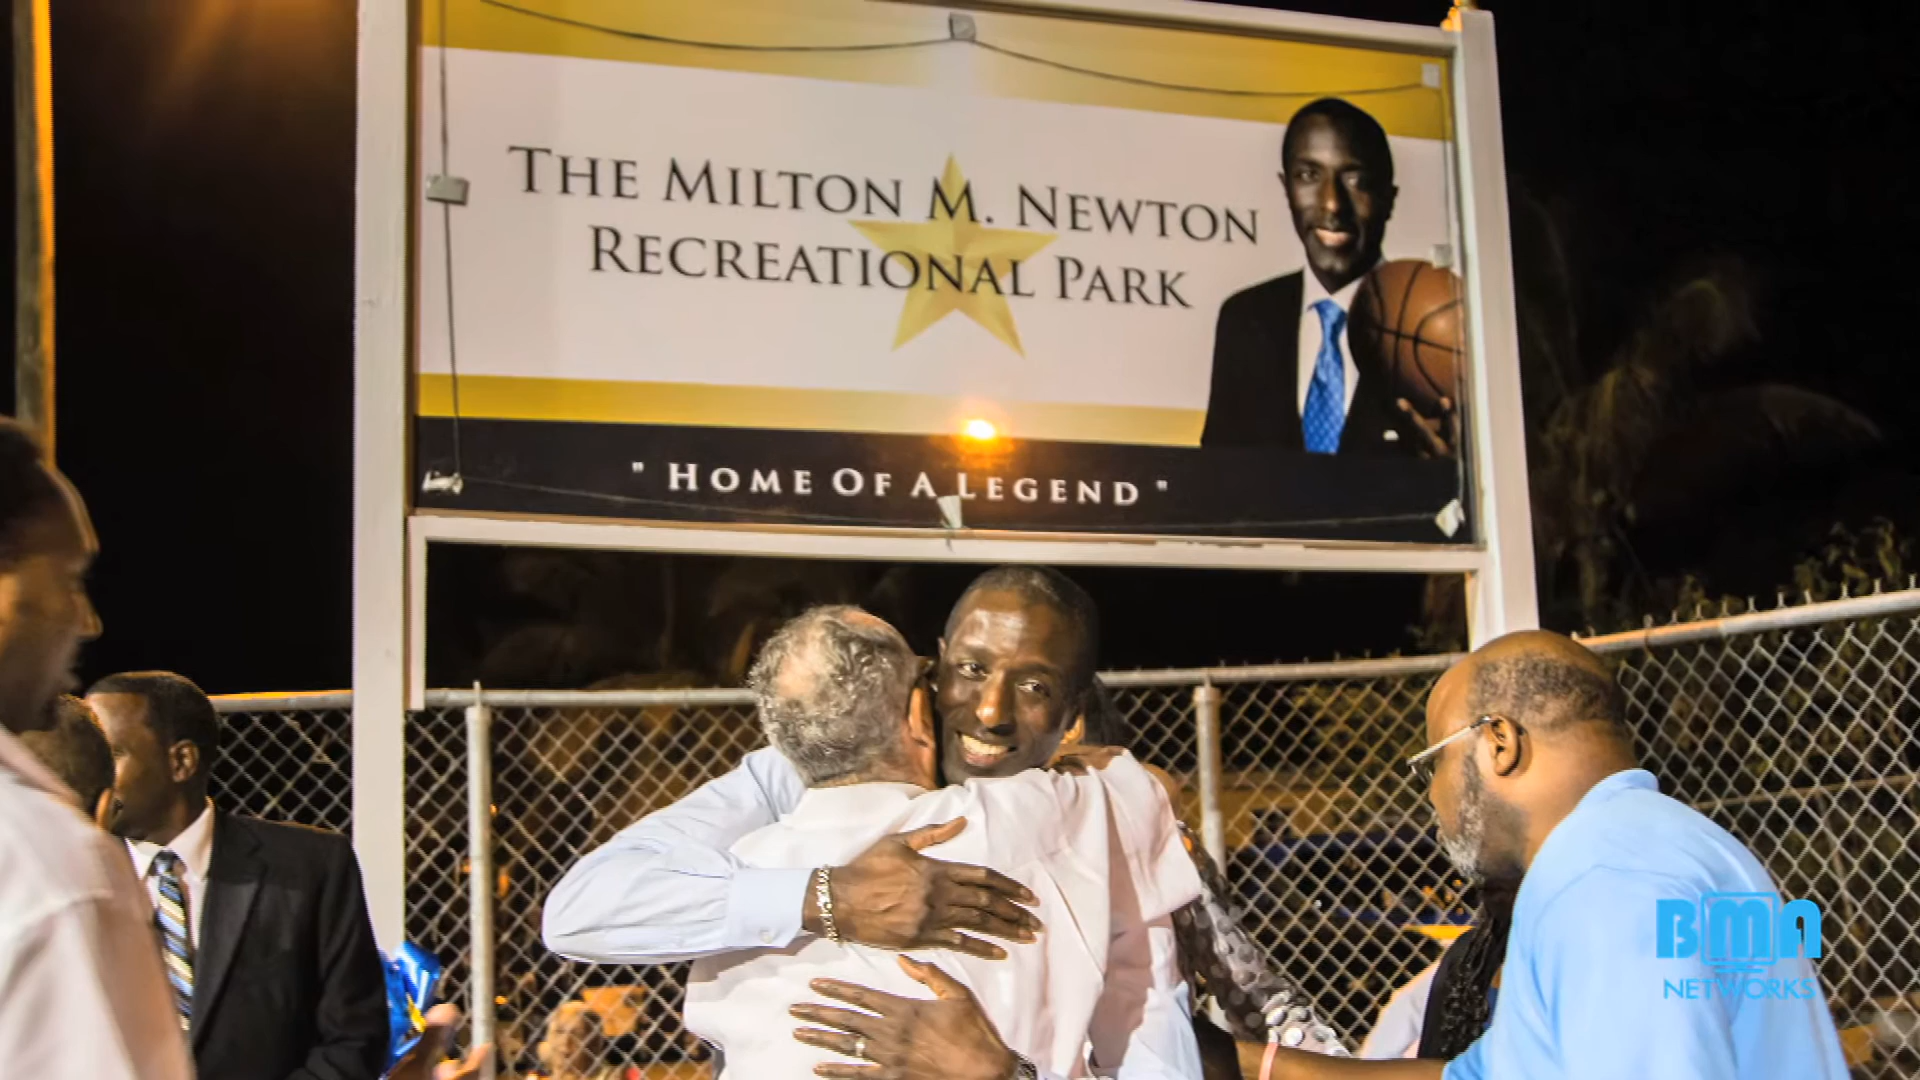 THE MILTON M. NEWTON
RECREATIONAL PARK
" HOME OF A LEGEND "
BMA
NETWORKS